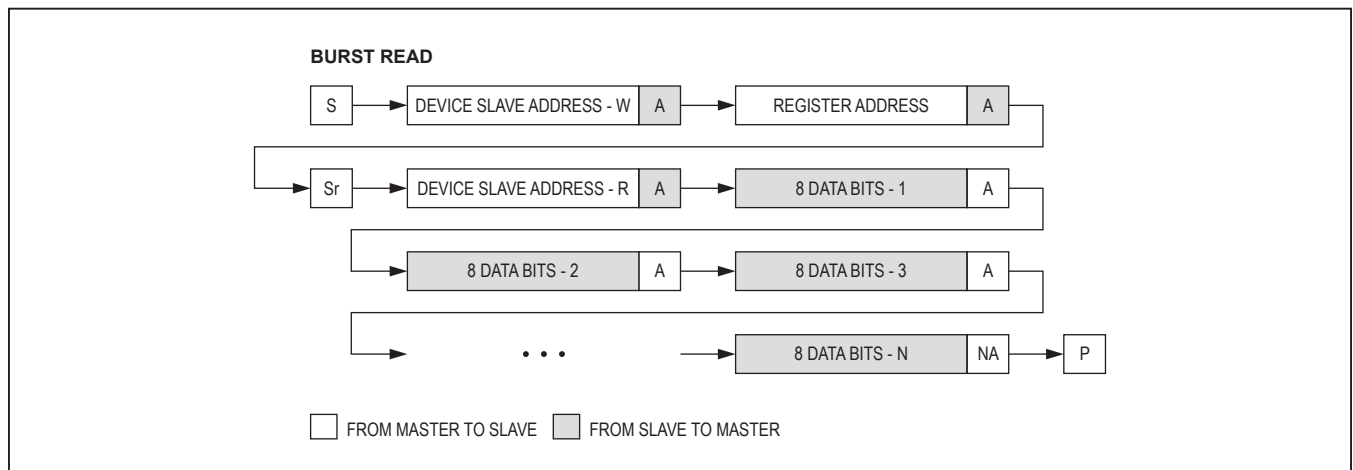 BURST READ
S DEVICE SLAVE ADDRESS - W A REGISTER ADDRESS A
Sr DEVICE SLAVE ADDRESS - R A 8 DATA BITS - 1 A
8 DATA BITS - 2 A 8 DATA BITS - 3 A
• • • 8 DATA BITS - N NA P
FROM MASTER TO SLAVE FROM SLAVE TO MASTER